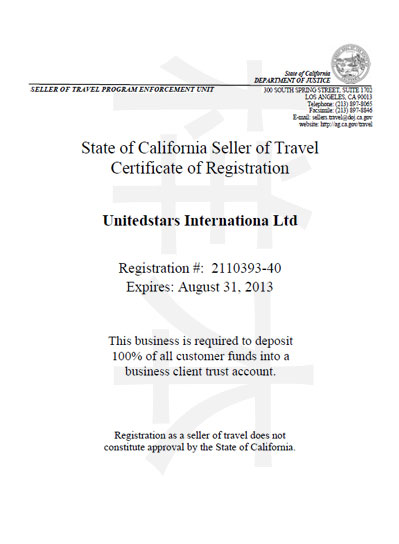 State of California
DEPARTMENT OF JUSTICE
SELLER OF TRAVEL PROGRAM ENFORCEMENT UNIT
300 SOUTH SPRING STREET, SUITE 1702
LOS ANGELES, CA 90013
Telephone: (213) 897-8065
Facsimile: (213) 897-8846
E-mail: sellers.travel@doj.ca.gov
website: http://ag.ca.gov/travel
State of California Seller of Travel
Certificate of Registration
Unitedstars Internationa Ltd
Registration #: 2110393-40
Expires: August 31, 2013
This business is required to deposit
100% of all customer funds into a
business client trust account.
Registration as a seller of travel does not
constitute approval by the State of California.